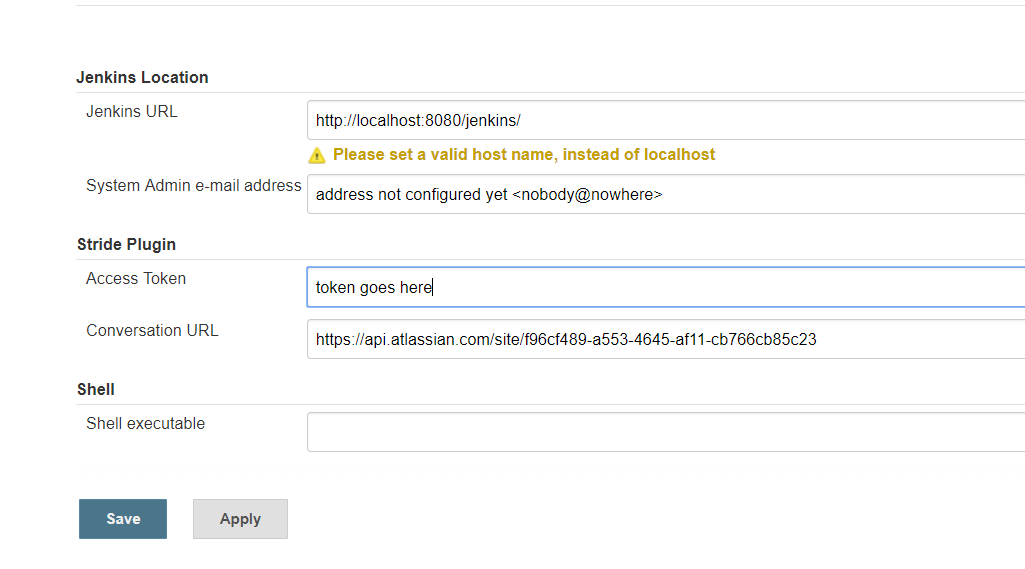 Jenkins Location
Jenkins URL
http://localhost:8080/jenkins/
Please set a valid host name, instead of localhost
System Admin e-mail address
address not configured yet <nobody@nowhere>
Stride Plugin
Access Token
token goes here
Conversation URL
https://api.atlassian.com/site/f96cf489-a553-4645-af11-cb766cb85c23
Shell
Shell executable
Save
Apply